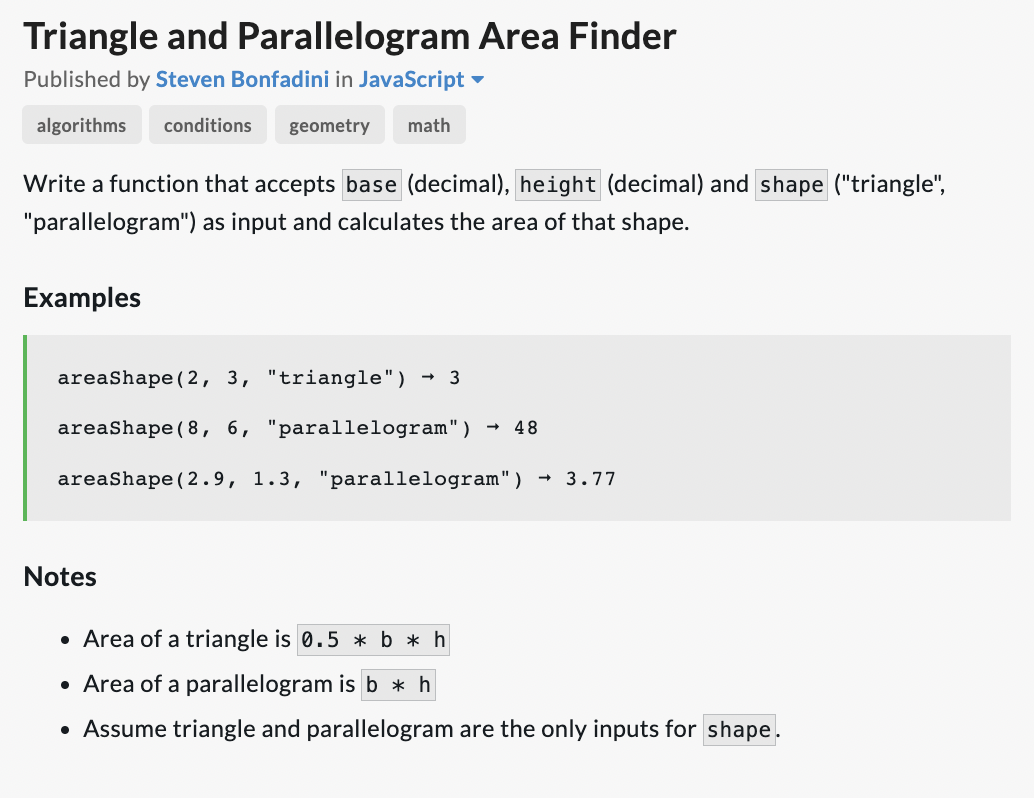 Triangle and Parallelogram Area Finder
Published by Steven Bonfadini in JavaScript
algorithms conditions geometry math
Write a function that accepts base (decimal), height (decimal) and shape ("triangle",
"parallelogram") as input and calculates the area of that shape.
Examples
areaShape(2, 3, "triangle") → 3
areaShape(8, 6, "parallelogram") → 48
areaShape(2.9, 1.3, "parallelogram") → 3.77
Notes
• Area of a triangle is 0.5 * b * h
• Area of a parallelogram is b * h
• Assume triangle and parallelogram are the only inputs for shape.